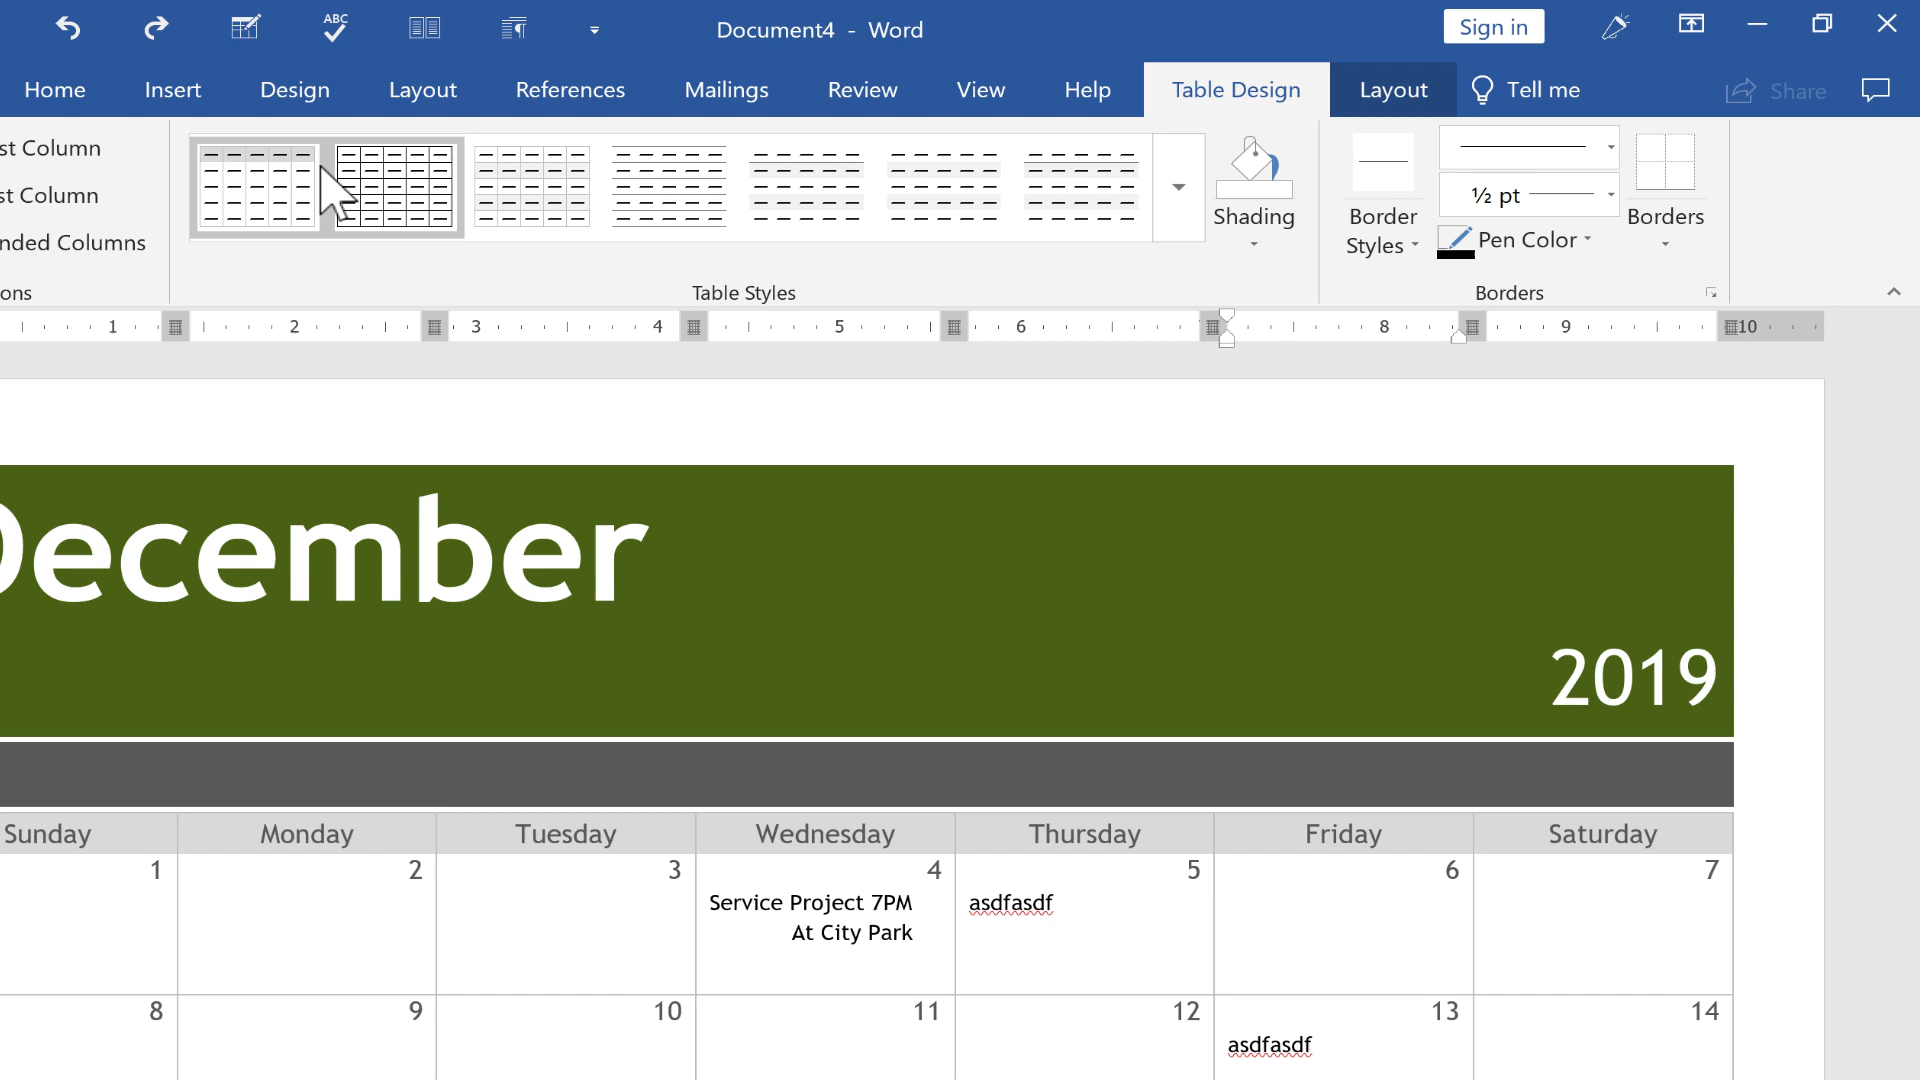 ABC
Document4 - Word
Sign in
Home Insert Design Layout References Mailings Review View Help Table Design Layout Tell me Share
st Column
st Column
nded Columns
ons
Table Styles
Shading
Border
Styles
½ pt
Pen Color
Borders
Borders
1 2 3 4 5 6 8 9 10
December
2019
Sunday Monday Tuesday Wednesday Thursday Friday Saturday
1 2 3 4 5 6 7
Service Project 7PM asdfasdf
At City Park
8 9 10 11 12 13 14
asdfasdf